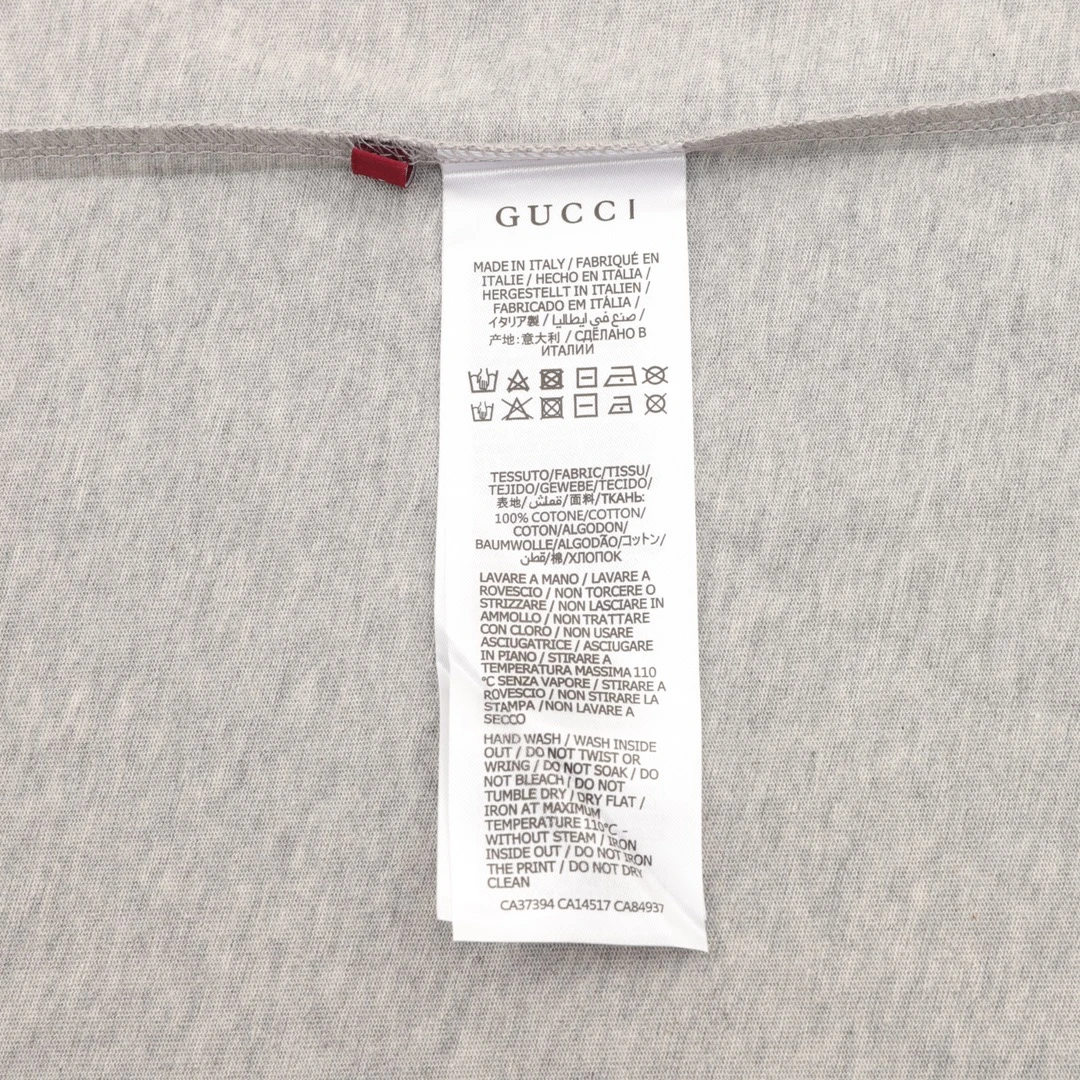 GUCCI
MADE IN ITALY / FABRIQUÉ EN
ITALIE / HECHO EN ITALIA /
HERGESTELLT IN ITALIEN /
FABRICADO EM ITÀLIA /
イタリア製 / صنع في ايطاليا /
产地：意大利 / СДЕЛАНО В
ИТАЛИИ
TESSUTO/FABRIC/TISSU/
TEJIDO/GEWEBE/TECIDO/
表地/قملش/面料/ТКАНЬ:
100% COTONE/COTTON/
COTON/ALGODON/
BAUMWOLLE/ALGODÃO/コットン/
قطن/棉/ХЛОПОК
LAVARE A MANO / LAVARE A
ROVESCIO / NON TORCERE O
STRIZZARE / NON LASCIARE IN
AMMOLLO / NON TRATTARE
CON CLORO / NON USARE
ASCIUGATRICE / ASCIUGARE
IN PIANO / STIRARE A
TEMPERATURA MASSIMA 110
°C SENZA VAPORE / STIRARE A
ROVESCIO / NON STIRARE LA
STAMPA / NON LAVARE A
SECCO
HAND WASH / WASH INSIDE
OUT / DO NOT TWIST OR
WRING / DO NOT SOAK / DO
NOT BLEACH / DO NOT
TUMBLE DRY / DRY FLAT /
IRON AT MAXIMUM
TEMPERATURE 110°C -
WITHOUT STEAM / IRON
INSIDE OUT / DO NOT IRON
THE PRINT / DO NOT DRY
CLEAN
CA37394 CA14517 CA84937